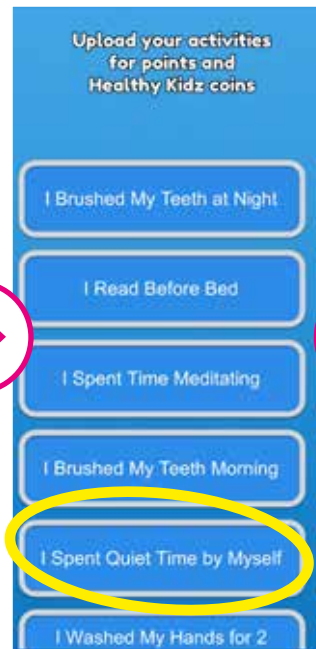 Upload your activities
for points and
Healthy Kidz coins
I Brushed My Teeth at Night
I Read Before Bed
I Spent Time Meditating
I Brushed My Teeth Morning
I Spent Quiet Time by Myself
I Washed My Hands for 2